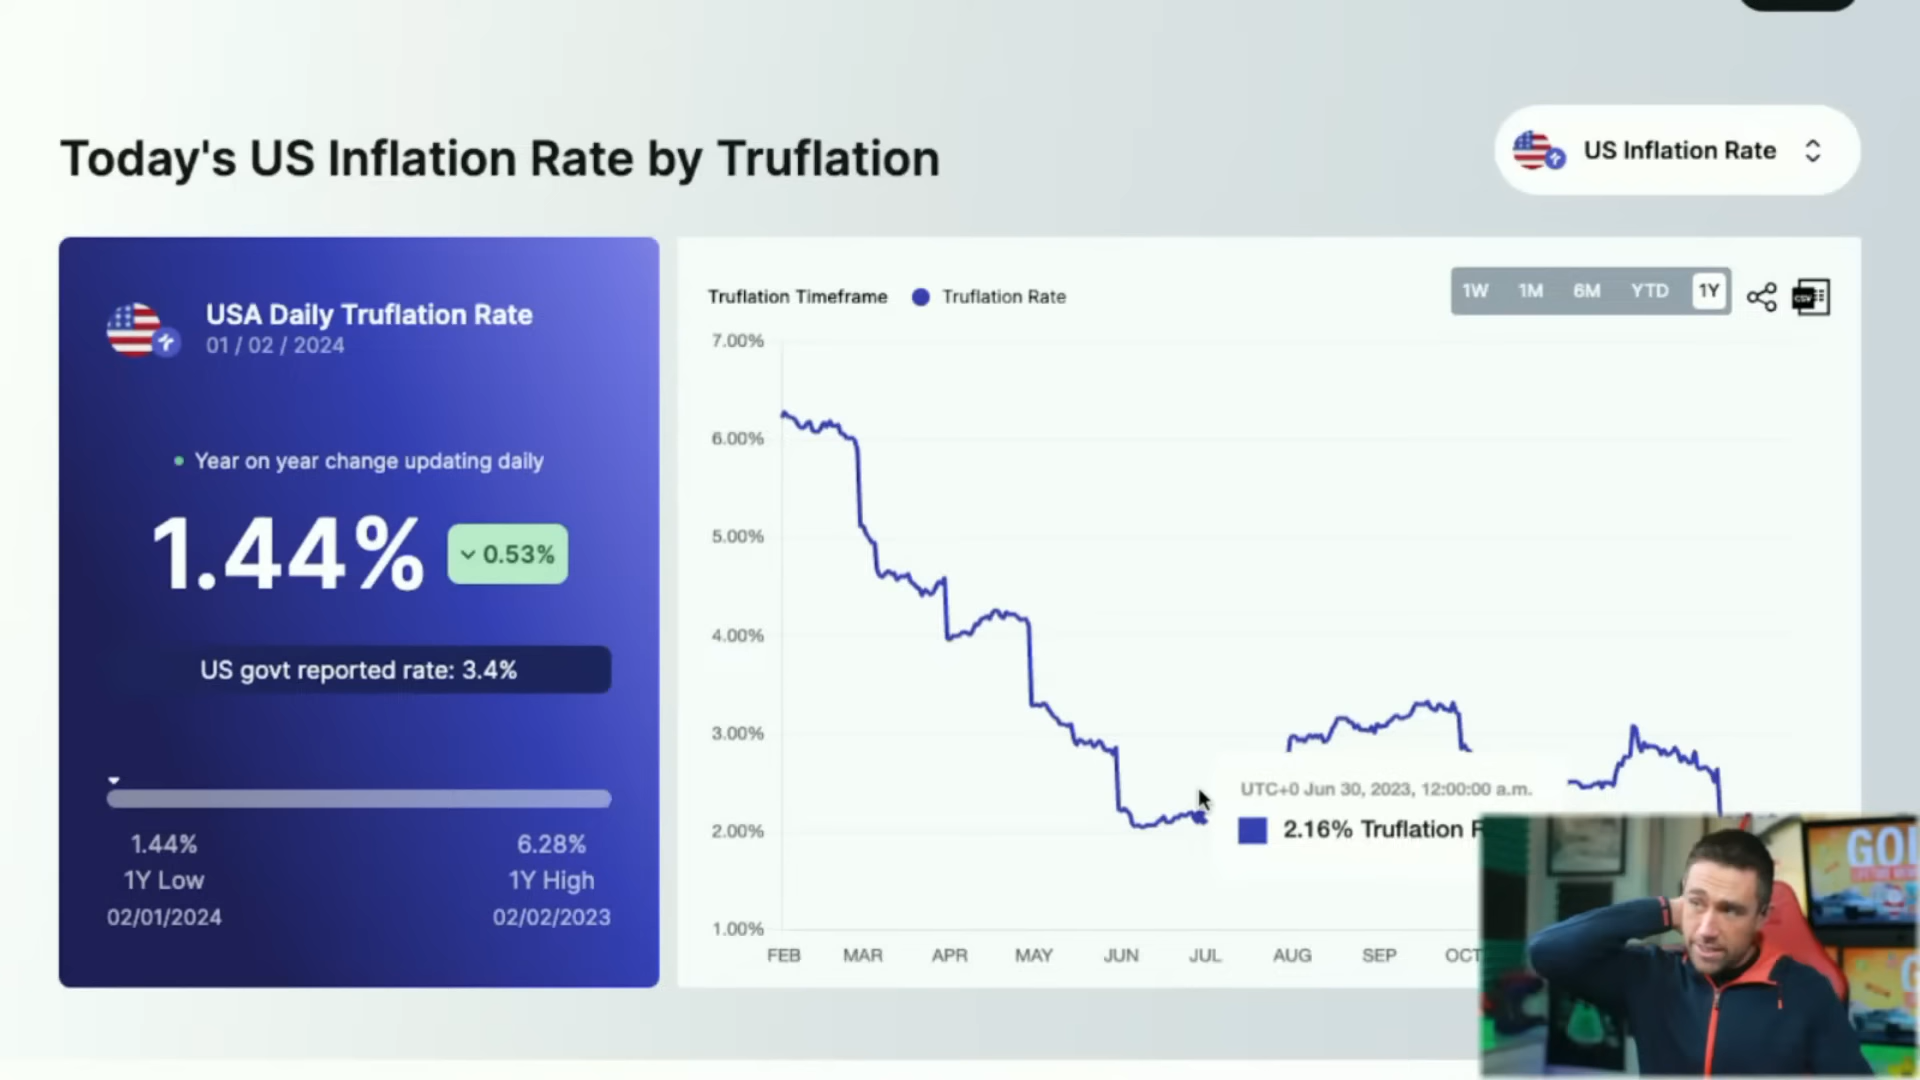 Today's US Inflation Rate by Truflation
US Inflation Rate
USA Daily Truflation Rate
01 / 02 / 2024
Year on year change updating daily
1.44%
0.53%
US govt reported rate: 3.4%
1.44%
1Y Low
02/01/2024
6.28%
1Y High
02/02/2023
Truflation Timeframe
Truflation Rate
1W 1M 6M YTD 1Y
CSV
7.00%
6.00%
5.00%
4.00%
3.00%
2.00%
1.00%
UTC+0 Jun 30, 2023, 12:00:00 a.m.
2.16% Truflation
FEB MAR APR MAY JUN JUL AUG SEP OCT